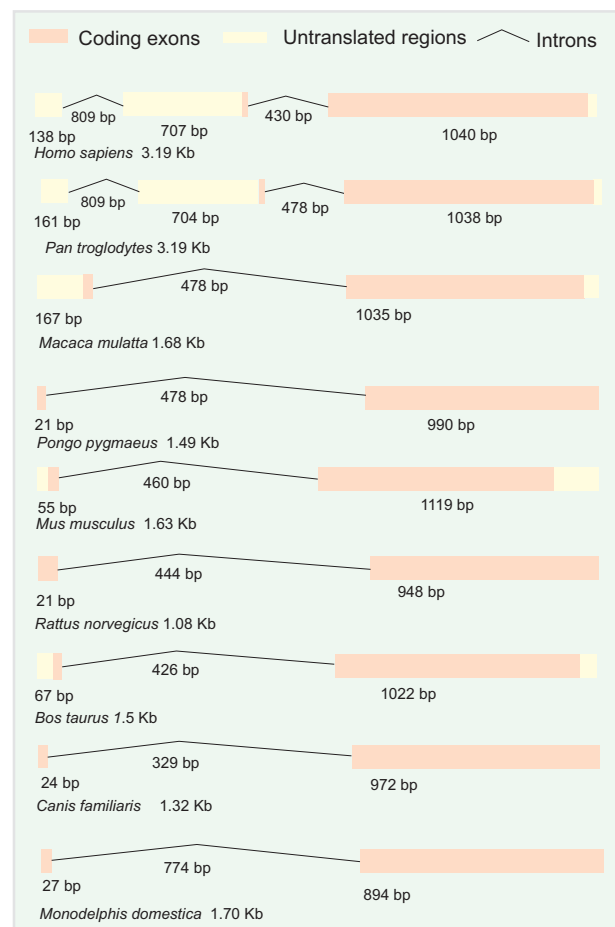 Coding exons Untranslated regions Introns
809 bp 430 bp
138 bp 707 bp 1040 bp
Homo sapiens 3.19 Kb
809 bp 478 bp
161 bp 704 bp 1038 bp
Pan troglodytes 3.19 Kb
478 bp
167 bp 1035 bp
Macaca mulatta 1.68 Kb
478 bp
21 bp 990 bp
Pongo pygmaeus 1.49 Kb
460 bp
55 bp 1119 bp
Mus musculus 1.63 Kb
444 bp
21 bp 948 bp
Rattus norvegicus 1.08 Kb
426 bp
67 bp 1022 bp
Bos taurus 1.5 Kb
329 bp
24 bp 972 bp
Canis familiaris 1.32 Kb
774 bp
27 bp 894 bp
Monodelphis domestica 1.70 Kb